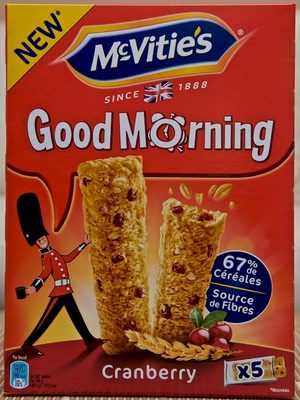 NEW*
McVitie's®
SINCE 1888
Good Morning
67%
de
Céréales
Source
de Fibres
Cranberry
x5
*Nouveau